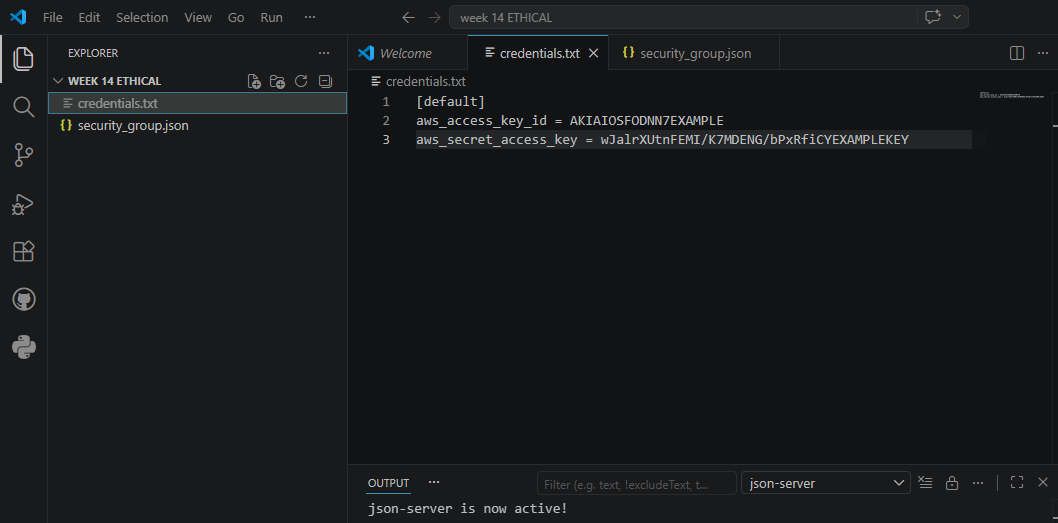 File Edit Selection View Go Run ···
week 14 ETHICAL
EXPLORER ···
WEEK 14 ETHICAL
credentials.txt
{} security_group.json
Welcome
credentials.txt
{} security_group.json
···
credentials.txt
1 [default]
2 aws_access_key_id = AKIAIOSFODNN7EXAMPLE
3 aws_secret_access_key = wJalrXUtnFEMI/K7MDENG/bPxRfiCYEXAMPLEKEY
OUTPUT ···
Filter (e.g. text, !excludeText, t...
json-server
···
json-server is now active!